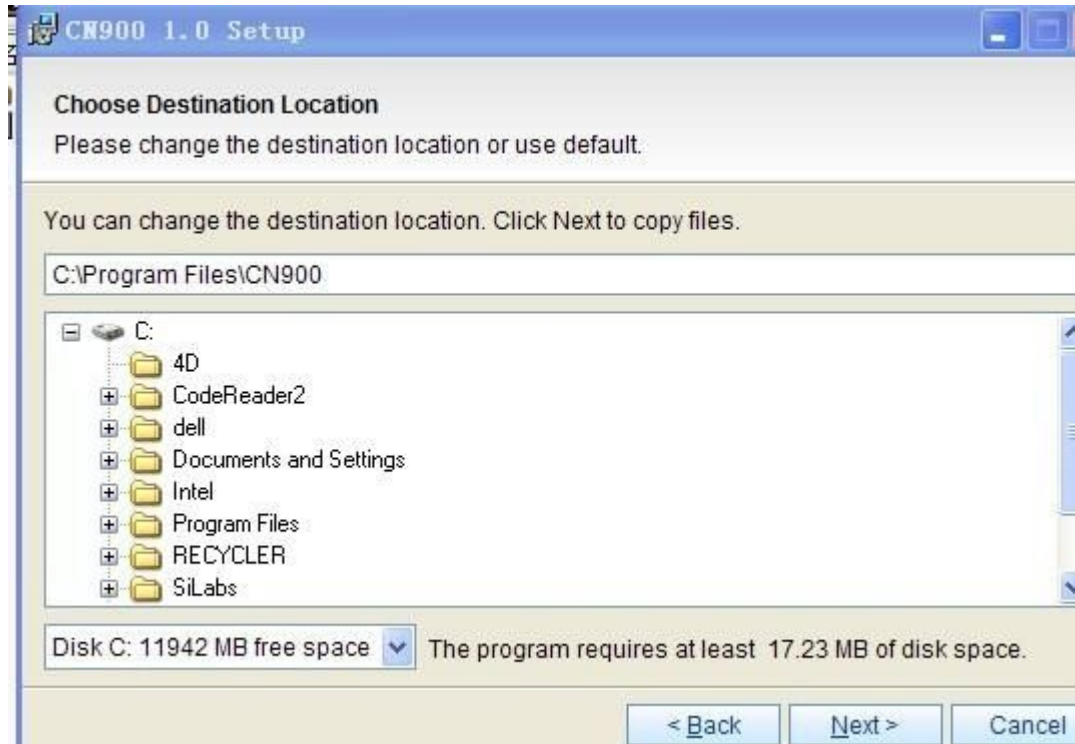 CN900 1.0 Setup
Choose Destination Location
Please change the destination location or use default.
You can change the destination location. Click Next to copy files.
C:\Program Files\CN900
C:
4D
CodeReader2
dell
Documents and Settings
Intel
Program Files
RECYCLER
SiLabs
Disk C: 11942 MB free space The program requires at least 17.23 MB of disk space.
< Back Next > Cancel